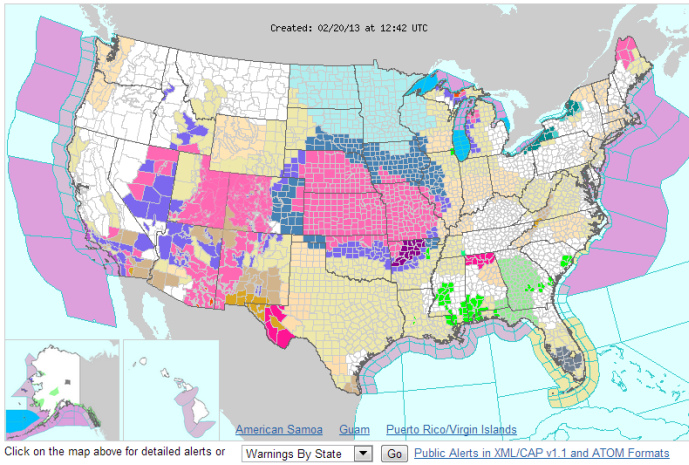 Created: 02/20/13 at 12:42 UTC
American Samoa Guam Puerto Rico/Virgin Islands
Click on the map above for detailed alerts or Warnings By State Go Public Alerts in XML/CAP v1.1 and ATOM Formats